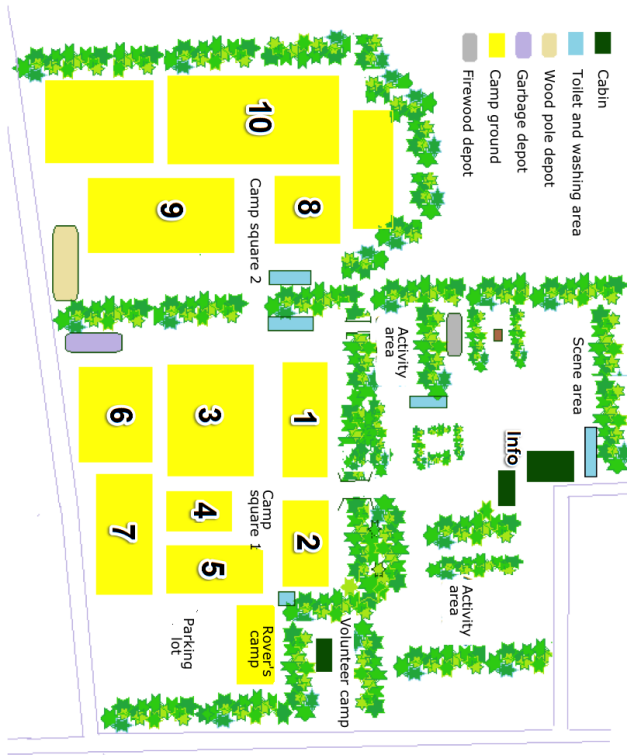 Cabin
Toilet and washing area
Wood pole depot
Garbage depot
Camp ground
Firewood depot
10
8
9
Camp square 2
Scene area
Activity
area
Info
1
3
6
2
Camp
square 1
4
5
7
Activity
area
Volunteer camp
Rover's
camp
Parking
lot